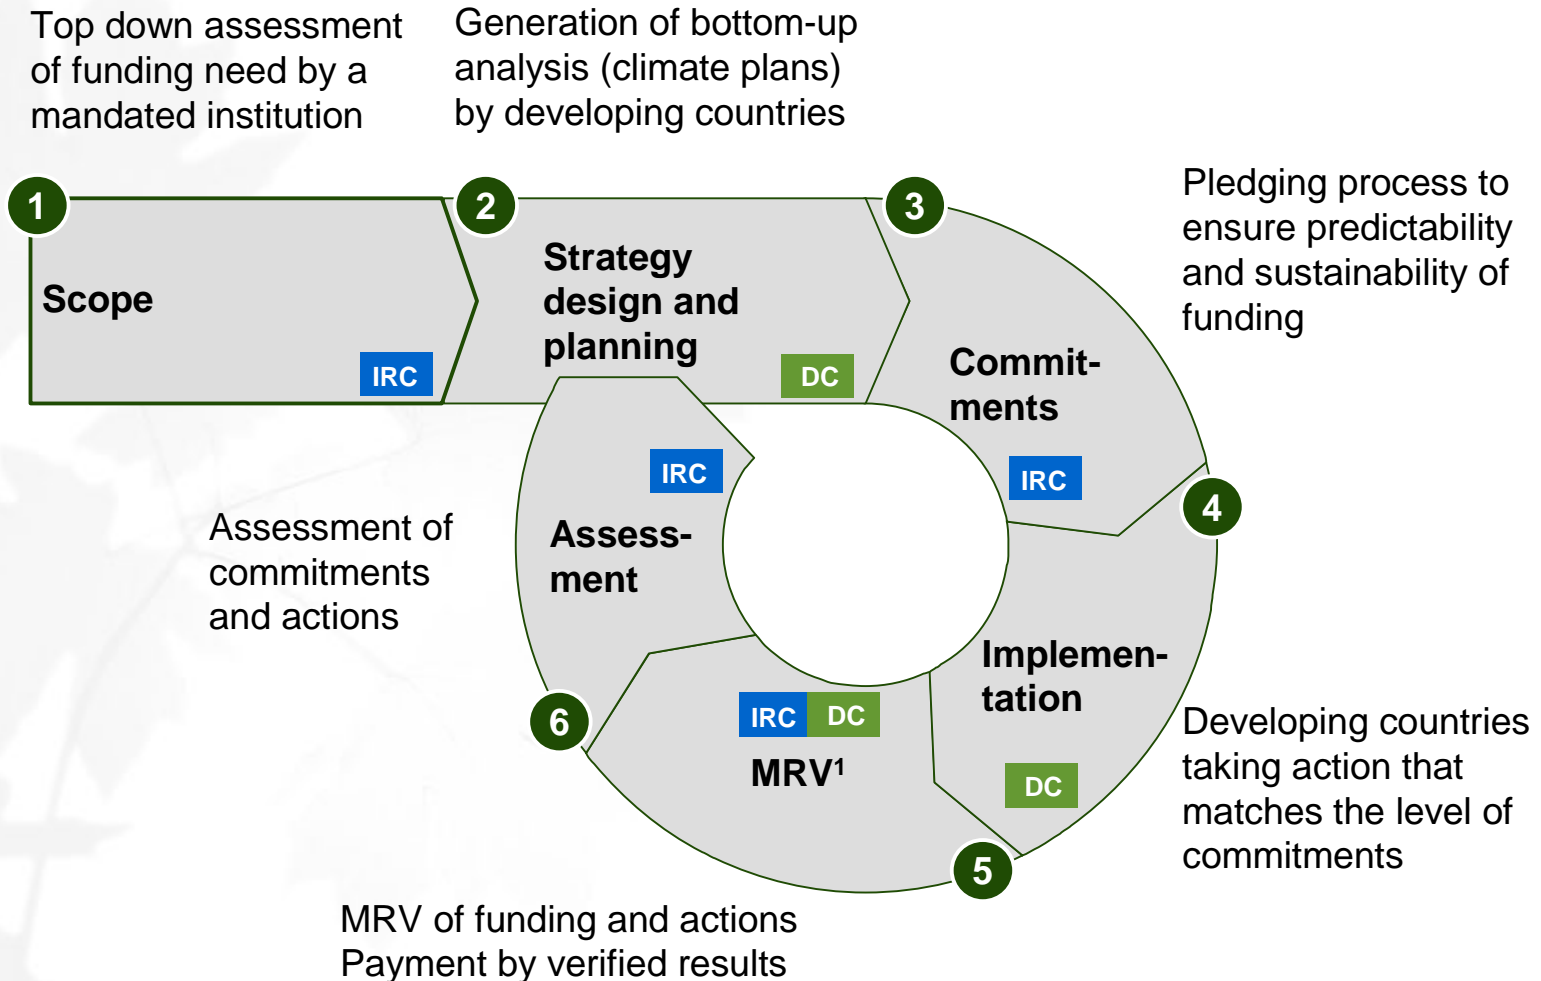 Top down assessment
of funding need by a
mandated institution
Generation of bottom-up
analysis (climate plans)
by developing countries
1
2
3
Pledging process to
ensure predictability
and sustainability of
funding
Scope
IRC
Strategy
design and
planning
DC
Commit-
ments
IRC
4
IRC
Assess-
ment
Assessment of
commitments
and actions
Implemen-
tation
DC
Developing countries
taking action that
matches the level of
commitments
IRC DC
MRV¹
6
5
MRV of funding and actions
Payment by verified results